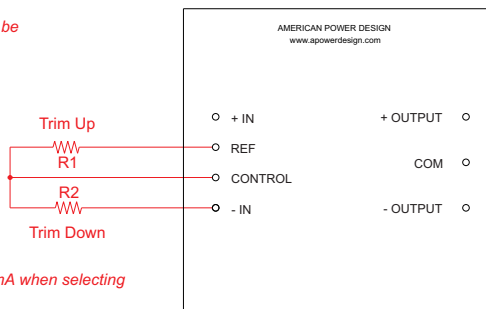 be
AMERICAN POWER DESIGN
www.apowerdesign.com
+ IN
+ OUTPUT
Trim Up
REF
R1
COM
CONTROL
R2
- IN
- OUTPUT
Trim Down
when selecting